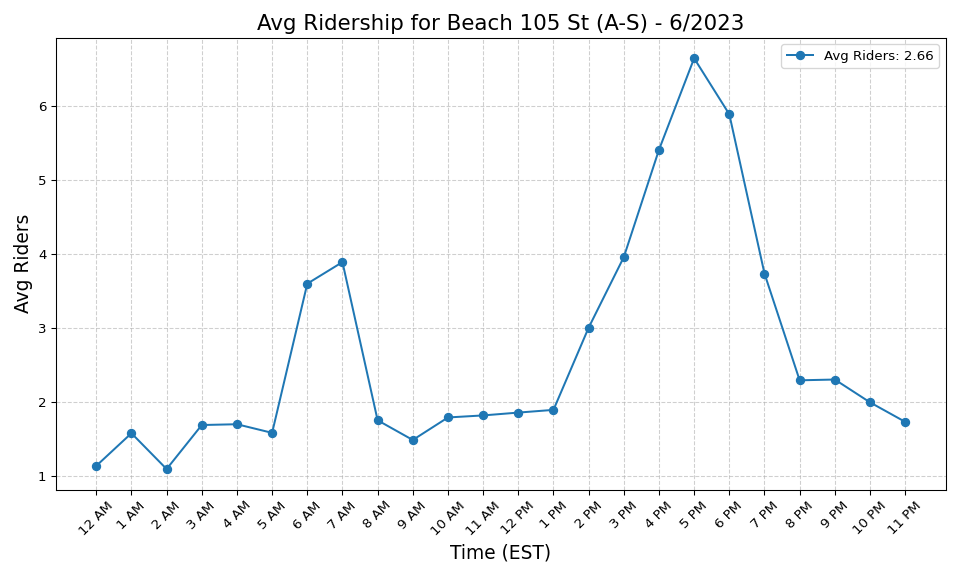 Avg Ridership for Beach 105 St (A-S) - 6/2023
Avg Riders: 2.66
Avg Riders
6
5
4
3
2
1
12 AM
1 AM
2 AM
3 AM
4 AM
5 AM
6 AM
7 AM
8 AM
9 AM
10 AM
11 AM
12 PM
1 PM
2 PM
3 PM
4 PM
5 PM
6 PM
7 PM
8 PM
9 PM
10 PM
11 PM
Time (EST)